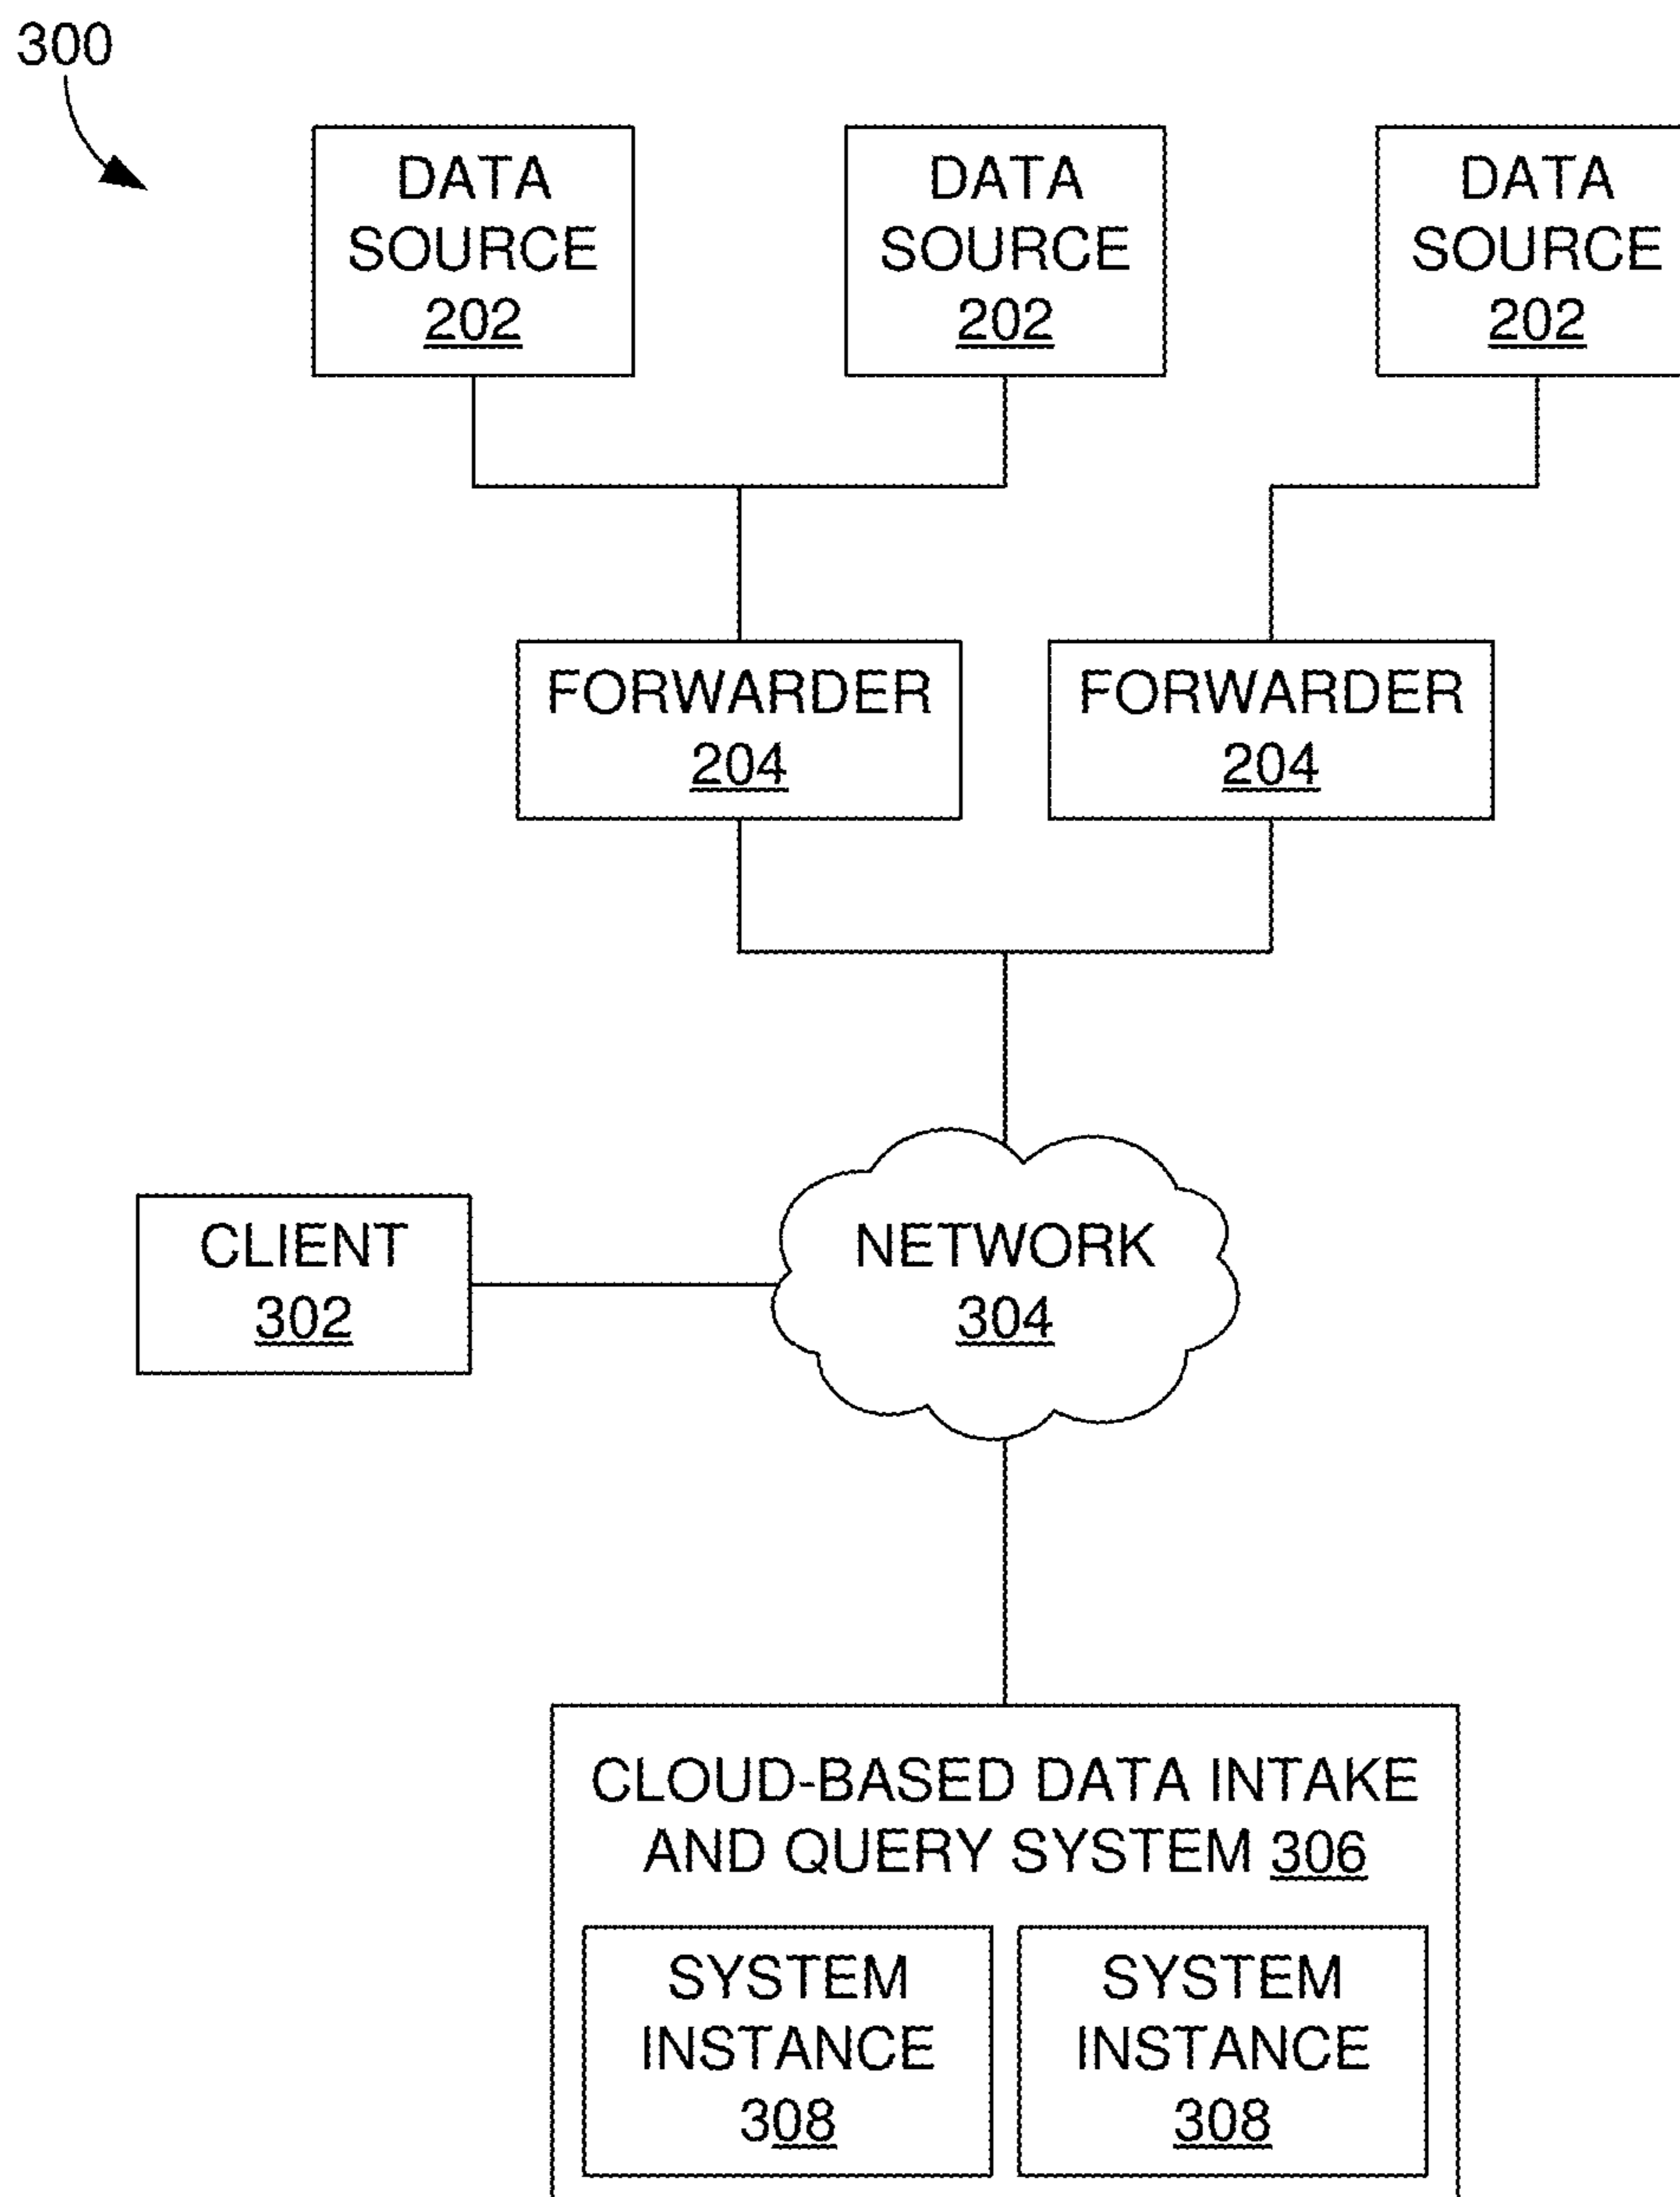 300
DATA
SOURCE
202
DATA
SOURCE
202
DATA
SOURCE
202
FORWARDER
204
FORWARDER
204
CLIENT
302
NETWORK
304
CLOUD-BASED DATA INTAKE
AND QUERY SYSTEM 306
SYSTEM
INSTANCE
308
SYSTEM
INSTANCE
308